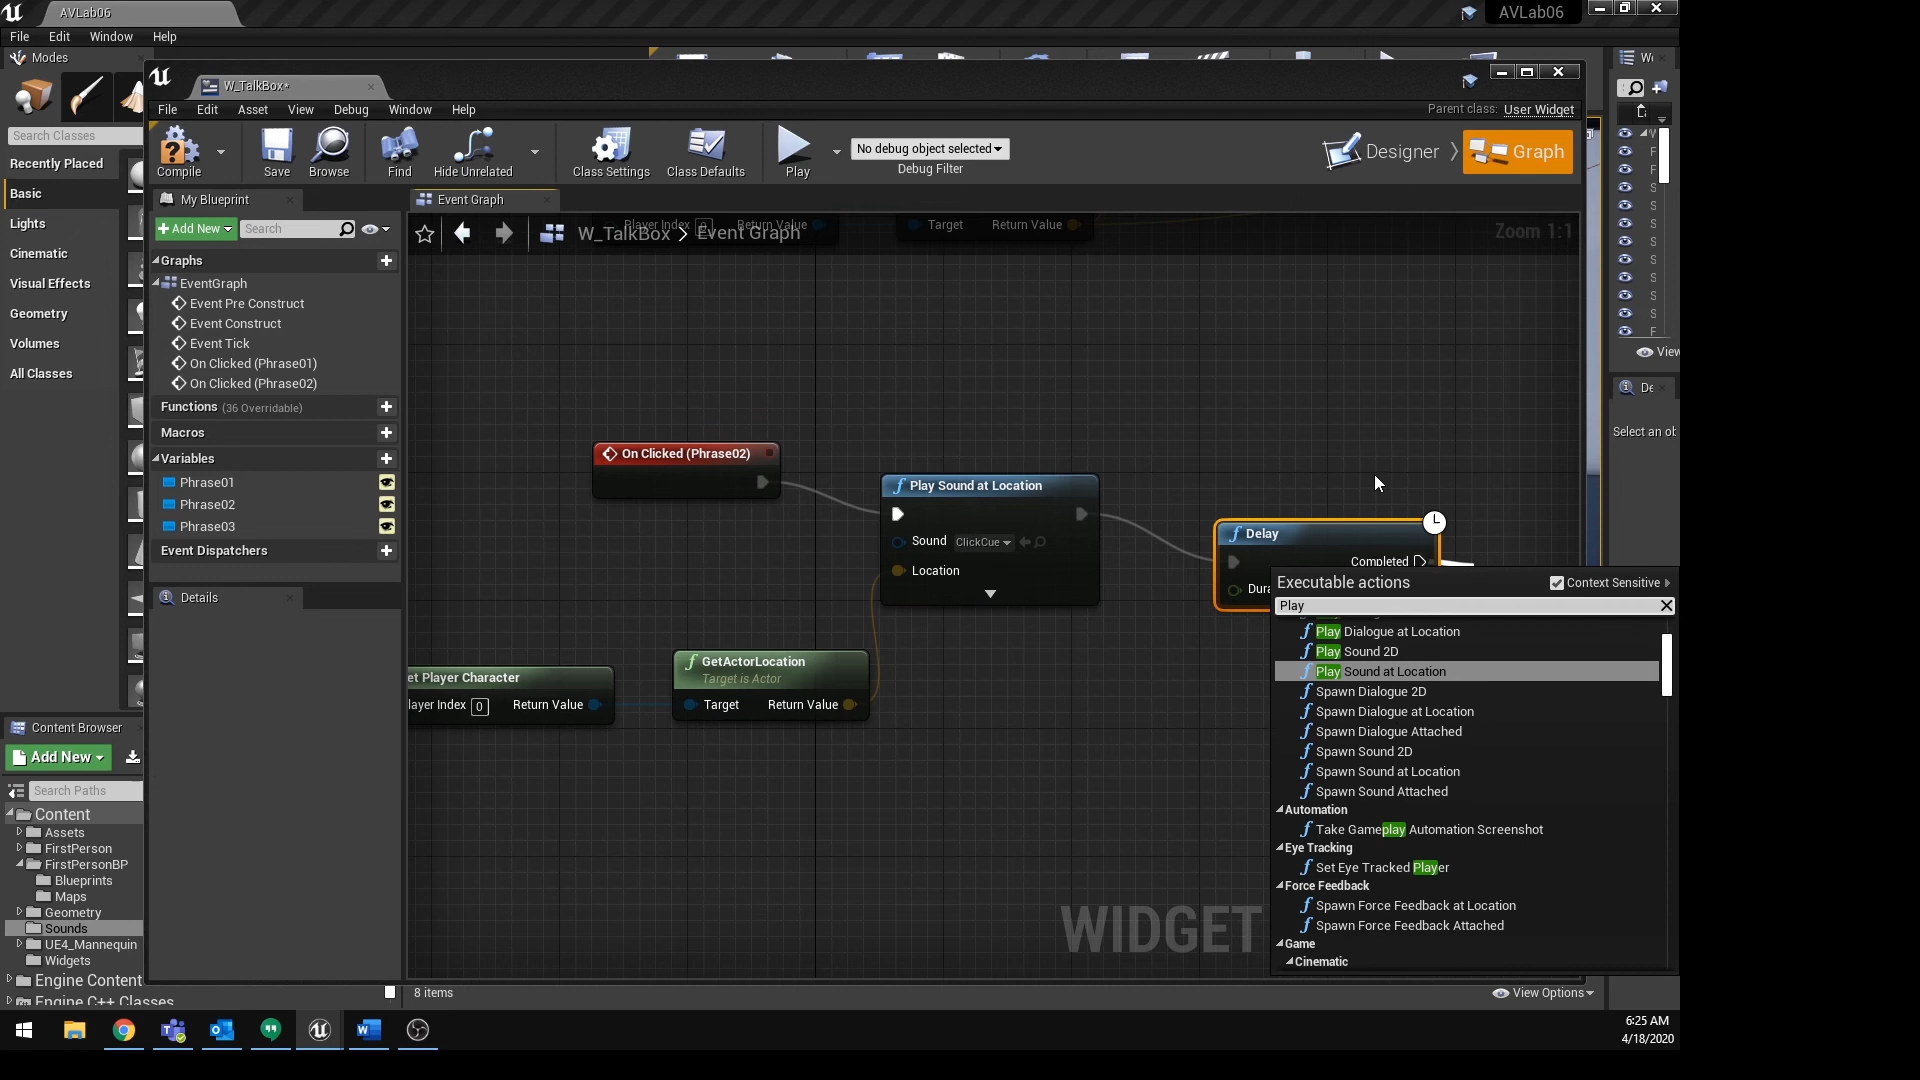 AVLab06
AVLab06
File Edit Window Help
Modes
W_TalkBox*
File Edit Asset View Debug Window Help
Parent class: User Widget
Search Classes
Recently Placed
Basic
Lights
Cinematic
Visual Effects
Geometry
Volumes
All Classes
Compile
Save
Browse
Find
Hide Unrelated
Class Settings
Class Defaults
Play
No debug object selected
Debug Filter
Designer
Graph
My Blueprint
Event Graph
Add New
Search
W_TalkBox > Event Graph
Zoom 1:1
Player Index 0 Return Value
Target Return Value
Graphs
EventGraph
Event Pre Construct
Event Construct
Event Tick
On Clicked (Phrase01)
On Clicked (Phrase02)
Functions (36 Overridable)
Macros
Variables
Phrase01
Phrase02
Phrase03
Event Dispatchers
Details
On Clicked (Phrase02)
Play Sound at Location
Sound ClickCue
Location
Delay
Completed
Dura
et Player Character
layer Index 0 Return Value
GetActorLocation
Target is Actor
Target Return Value
WIDGET
Executable actions
Context Sensitive
Play
Play Dialogue at Location
Play Sound 2D
Play Sound at Location
Spawn Dialogue 2D
Spawn Dialogue at Location
Spawn Dialogue Attached
Spawn Sound 2D
Spawn Sound at Location
Spawn Sound Attached
Automation
Take Gameplay Automation Screenshot
Eye Tracking
Set Eye Tracked Player
Force Feedback
Spawn Force Feedback at Location
Spawn Force Feedback Attached
Game
Cinematic
View
De
Select an ob
Content Browser
Add New
Search Paths
Content
Assets
FirstPerson
FirstPersonBP
Blueprints
Maps
Geometry
Sounds
UE4_Mannequin
Widgets
Engine Content
Engine C++ Classes
8 items
View Options
6:25 AM
4/18/2020